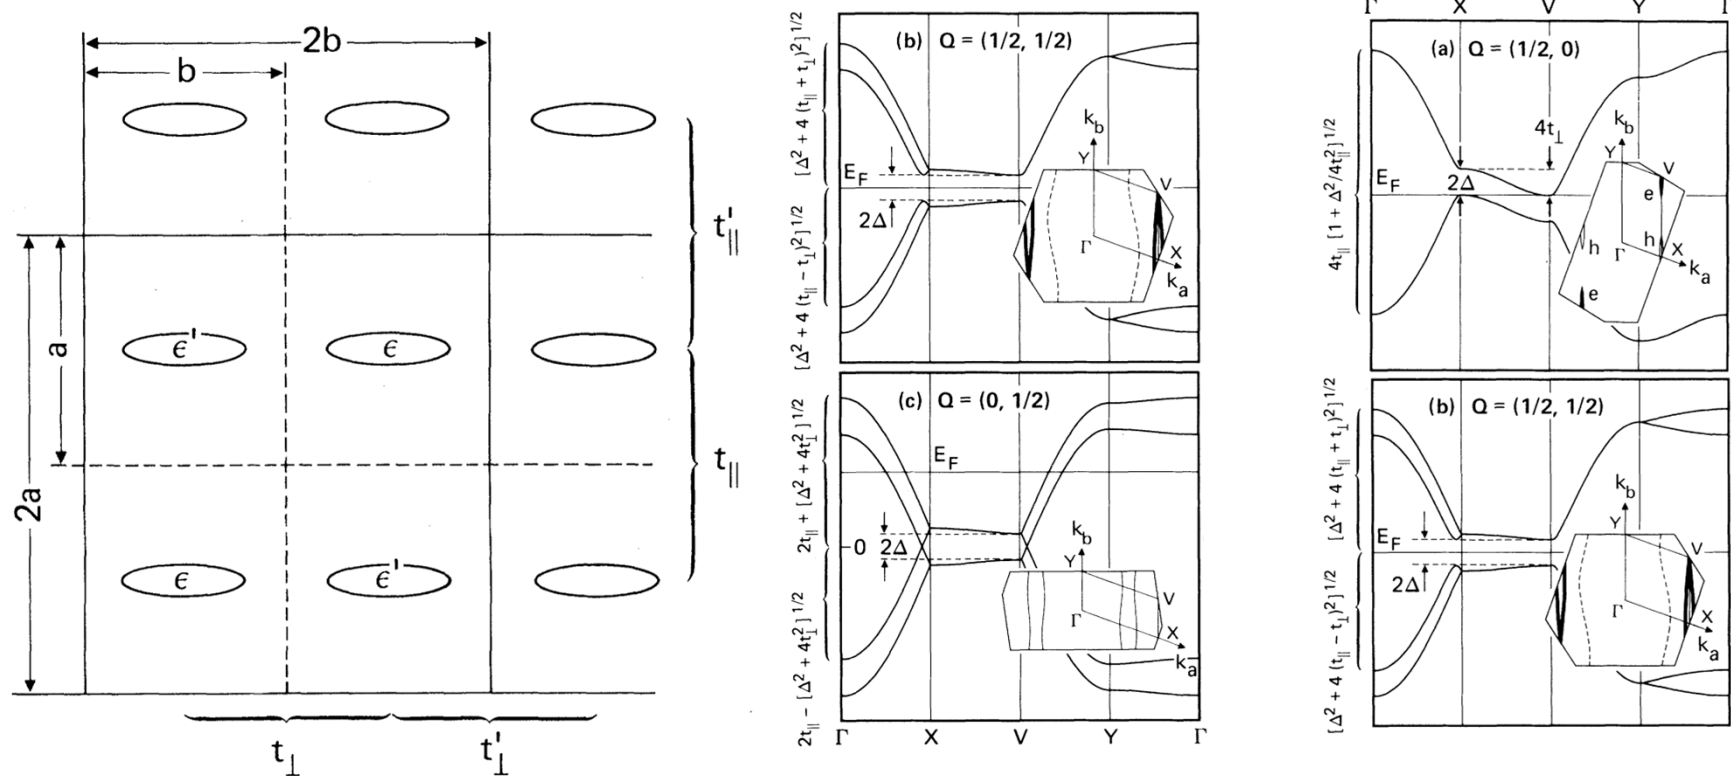 2b
b
t'∥
ϵ'
ϵ
a
2a
t∥
ϵ
ϵ'
t⊥
t'⊥
(b) Q = (1/2, 1/2)
[Δ² + 4 (t∥ + t⊥)²]^1/2
[Δ² + 4 (t∥ − t⊥)²]^1/2
E_F
2Δ
k_b
Y
V
Γ
X
k_a
(c) Q = (0, 1/2)
2t∥ + [Δ² + 4t⊥²]^1/2
2t∥ − [Δ² + 4t⊥²]^1/2
E_F
0
2Δ
k_b
Y
V
Γ
X
k_a
Γ X V Y Γ
Γ X V Y Γ
(a) Q = (1/2, 0)
4t∥ [1 + Δ²/4t∥²]^1/2
E_F
2Δ
4t⊥
k_b
Y
V
e
h
h
Γ
X
k_a
e
(b) Q = (1/2, 1/2)
[Δ² + 4 (t∥ + t⊥)²]^1/2
[Δ² + 4 (t∥ − t⊥)²]^1/2
E_F
2Δ
k_b
Y
V
Γ
X
k_a